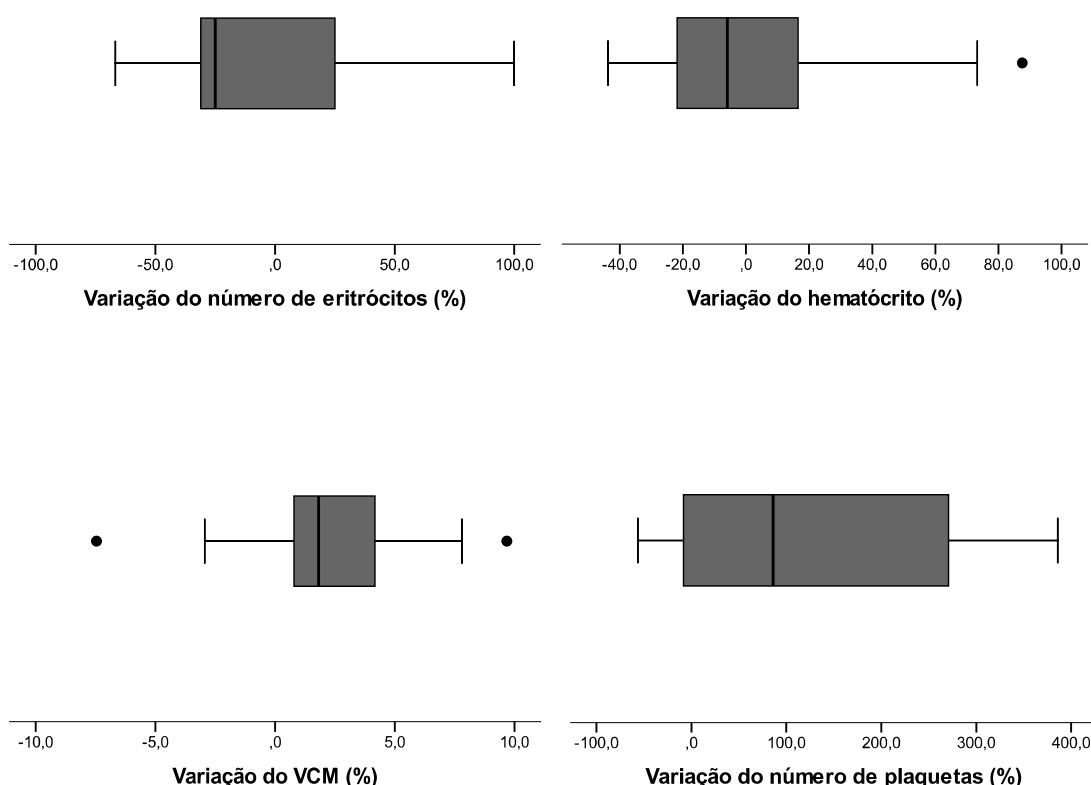 -100,0 -50,0 ,0 50,0 100,0
Variação do número de eritrócitos (%)
-40,0 -20,0 ,0 20,0 40,0 60,0 80,0 100,0
Variação do hematócrito (%)
-10,0 -5,0 ,0 5,0 10,0
Variação do VCM (%)
-100,0 ,0 100,0 200,0 300,0 400,0
Variação do número de plaquetas (%)